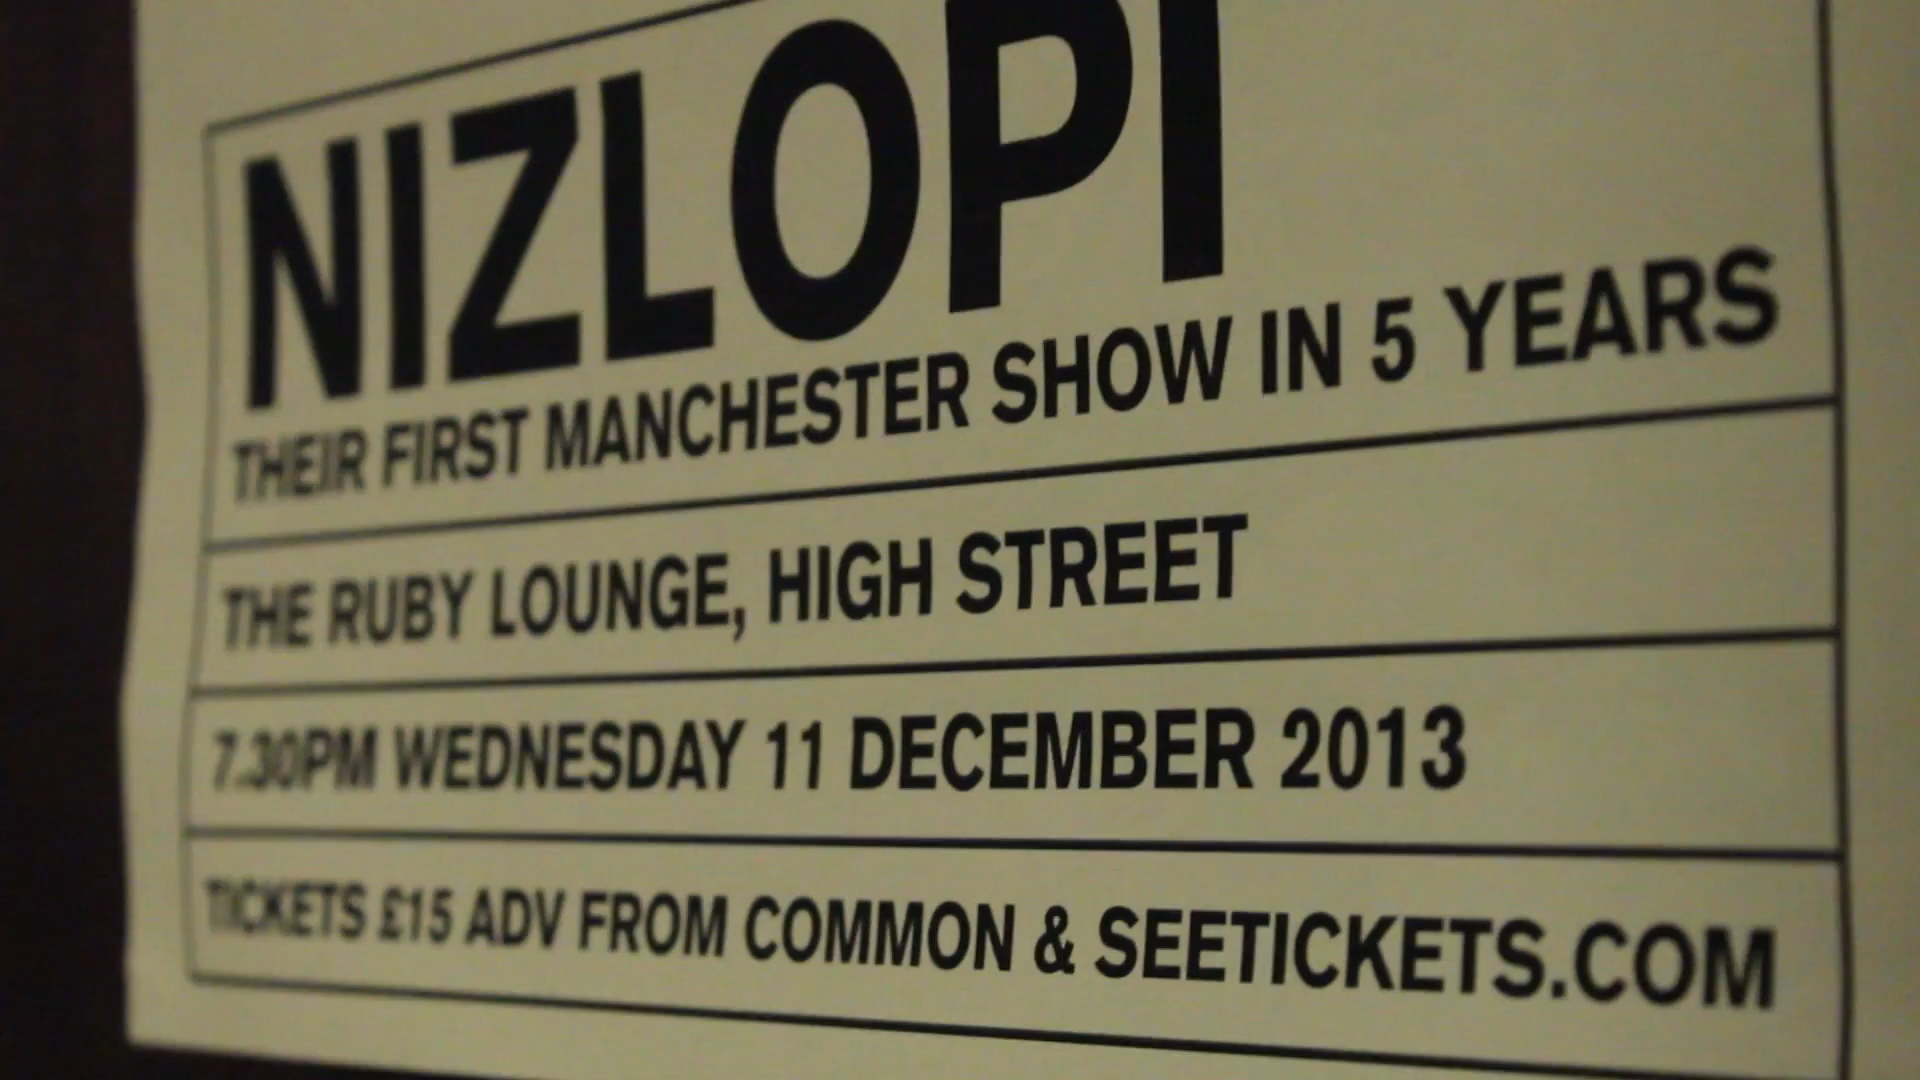 NIZLOPI
THEIR FIRST MANCHESTER SHOW IN 5 YEARS
THE RUBY LOUNGE, HIGH STREET
7.30PM WEDNESDAY 11 DECEMBER 2013
TICKETS £15 ADV FROM COMMON & SEETICKETS.COM